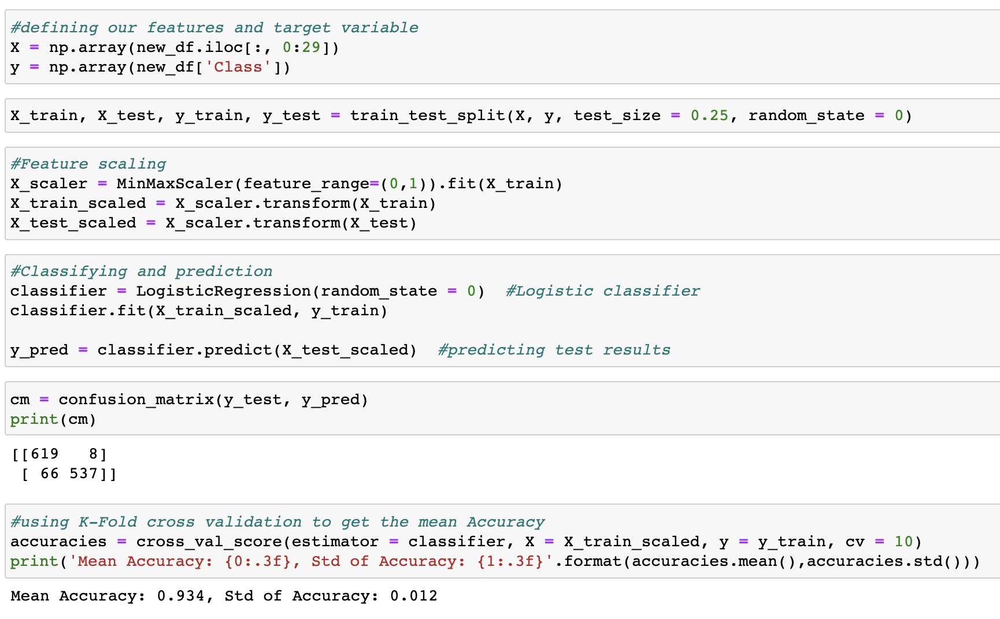 #defining our features and target variable
X = np.array(new_df.iloc[:, 0:29])
y = np.array(new_df['Class'])
X_train, X_test, y_train, y_test = train_test_split(X, y, test_size = 0.25, random_state = 0)
#Feature scaling
X_scaler = MinMaxScaler(feature_range=(0,1)).fit(X_train)
X_train_scaled = X_scaler.transform(X_train)
X_test_scaled = X_scaler.transform(X_test)
#Classifying and prediction
classifier = LogisticRegression(random_state = 0)  #Logistic classifier
classifier.fit(X_train_scaled, y_train)
y_pred = classifier.predict(X_test_scaled)  #predicting test results
cm = confusion_matrix(y_test, y_pred)
print(cm)
[[619   8]
 [ 66 537]]
#using K-Fold cross validation to get the mean Accuracy
accuracies = cross_val_score(estimator = classifier, X = X_train_scaled, y = y_train, cv = 10)
print('Mean Accuracy: {0:.3f}, Std of Accuracy: {1:.3f}'.format(accuracies.mean(),accuracies.std()))
Mean Accuracy: 0.934, Std of Accuracy: 0.012